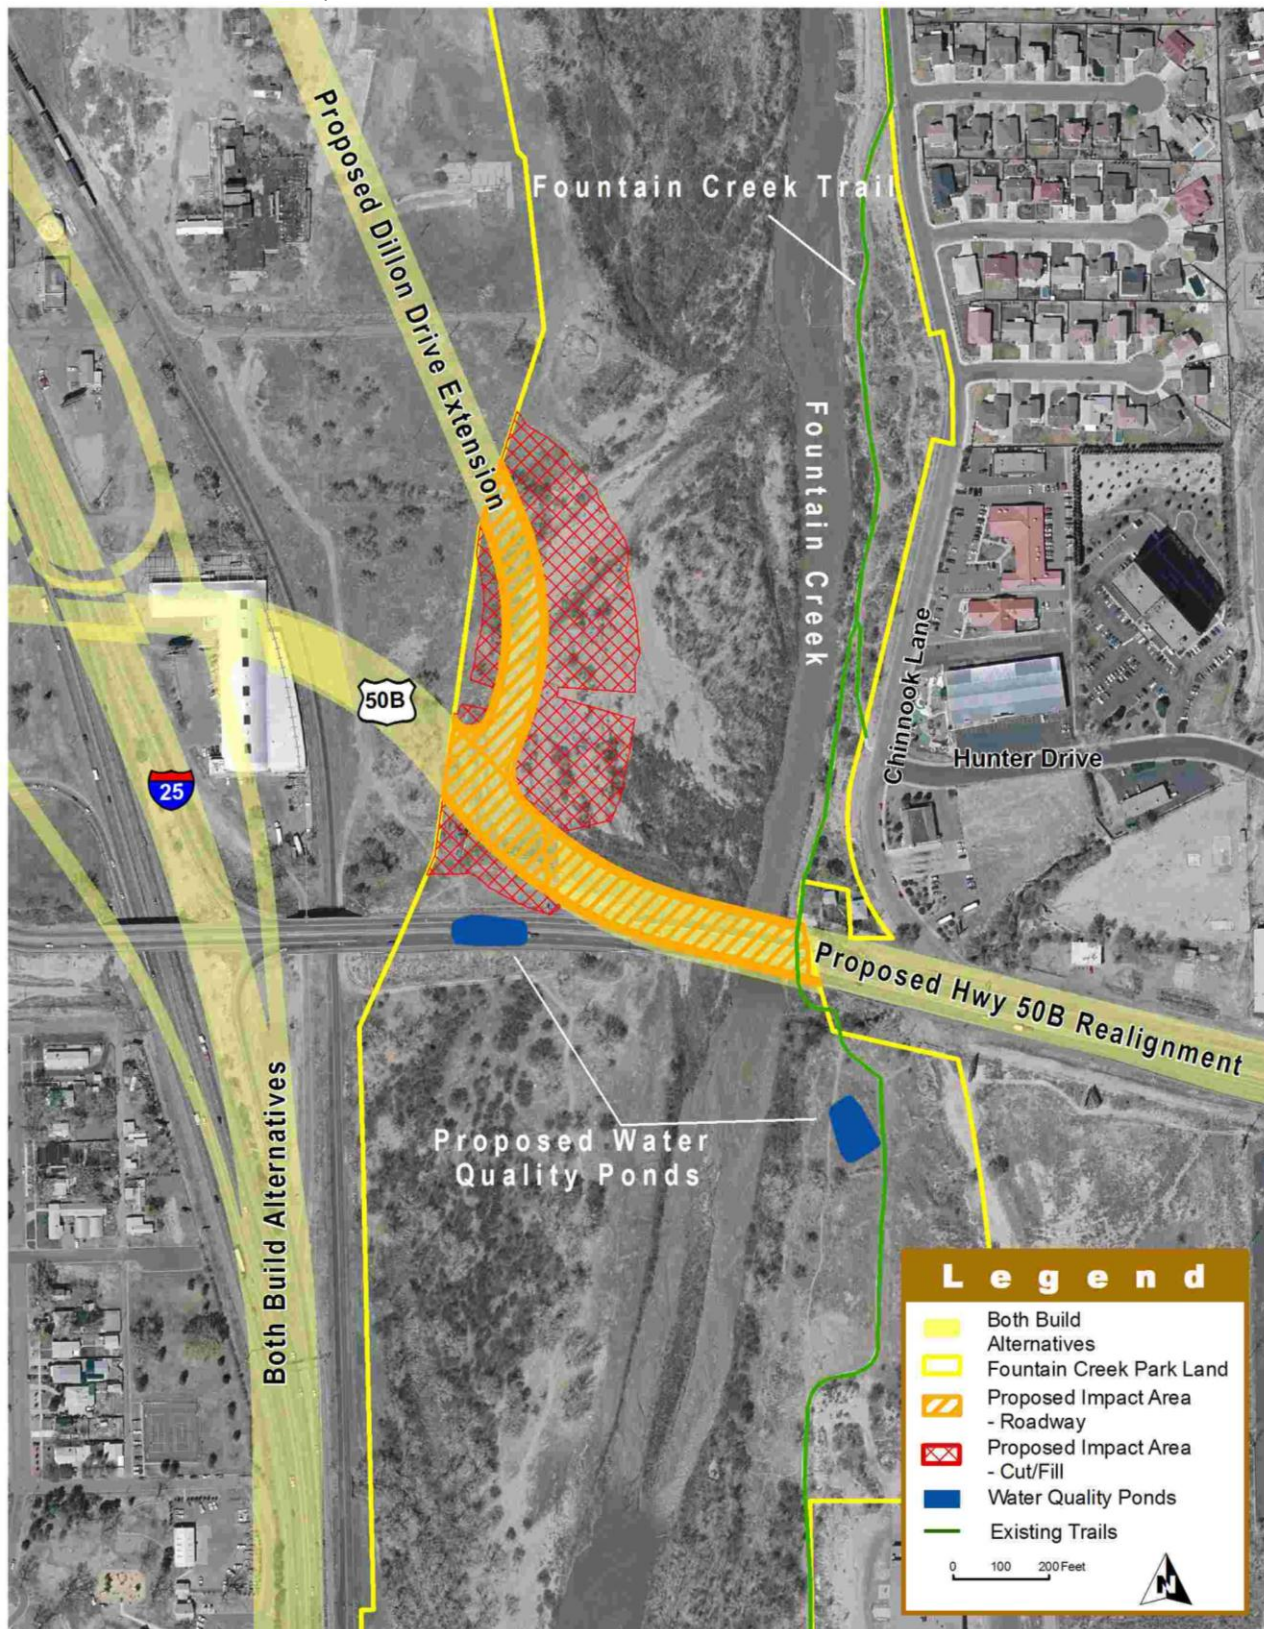 Proposed Dillon Drive Extension
Fountain Creek Trail
Fountain Creek
50B
25
Chinnook Lane
Hunter Drive
Proposed Hwy 50B Realignment
Both Build Alternatives
Proposed Water
Quality Ponds
Legend
Both Build
Alternatives
Fountain Creek Park Land
Proposed Impact Area
- Roadway
Proposed Impact Area
- Cut/Fill
Water Quality Ponds
Existing Trails
0 100 200 Feet
N